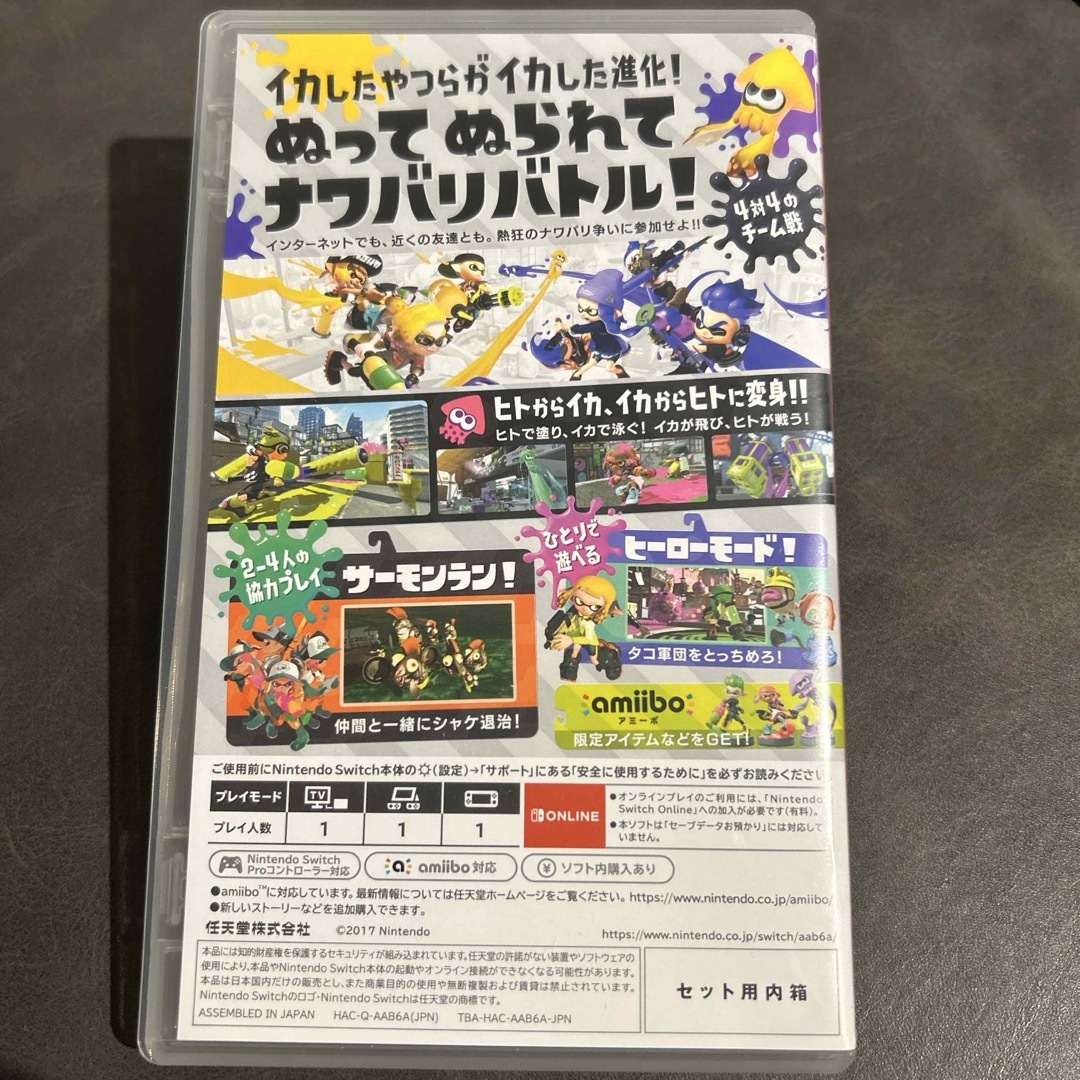 イカしたやつらが イカした進化!
ぬって ぬられて
ナワバリバトル!
4対4の
チーム戦
インターネットでも、近くの友達とも。熱狂のナワバリ争いに参加せよ!!
ヒトからイカ、イカからヒトに変身!!
ヒトで塗り、イカで泳ぐ! イカが飛び、ヒトが戦う!
2-4人の
協力プレイ
サーモンラン!
仲間と一緒にシャケ退治!
ひとりで
遊べる
ヒーローモード!
タコ軍団をとっちめろ!
amiibo
アミーボ
限定アイテムなどをGET!
ご使用前にNintendo Switch本体の(設定)→「サポート」にある「安全に使用するために」を必ずお読みください
プレイモード TV
プレイ人数 1 1 1
ONLINE
●オンラインプレイのご利用には、「Nintendo
Switch Online」への加入が必要です(有料)。
●本ソフトは「セーブデータお預かり」には対応して
いません。
Nintendo Switch
Proコントローラー対応
amiibo 対応
¥ ソフト内購入あり
●amiibo™に対応しています。最新情報については任天堂ホームページをご覧ください。https://www.nintendo.co.jp/amiibo/
●新しいストーリーなどを追加購入できます。
任天堂株式会社 ©2017 Nintendo https://www.nintendo.co.jp/switch/aab6a/
本品には知的財産権を保護するセキュリティが組み込まれています。任天堂の許諾がない装置やソフトウェアの
使用により、本品やNintendo Switch本体の起動やオンライン接続ができなくなる可能性があります。
本品は日本国内だけの販売とし、また商業目的の使用や無断複製および賃貸は禁止されています。
Nintendo Switchのロゴ・Nintendo Switchは任天堂の商標です。
ASSEMBLED IN JAPAN HAC-Q-AAB6A(JPN) TBA-HAC-AAB6A-JPN
セット用内箱